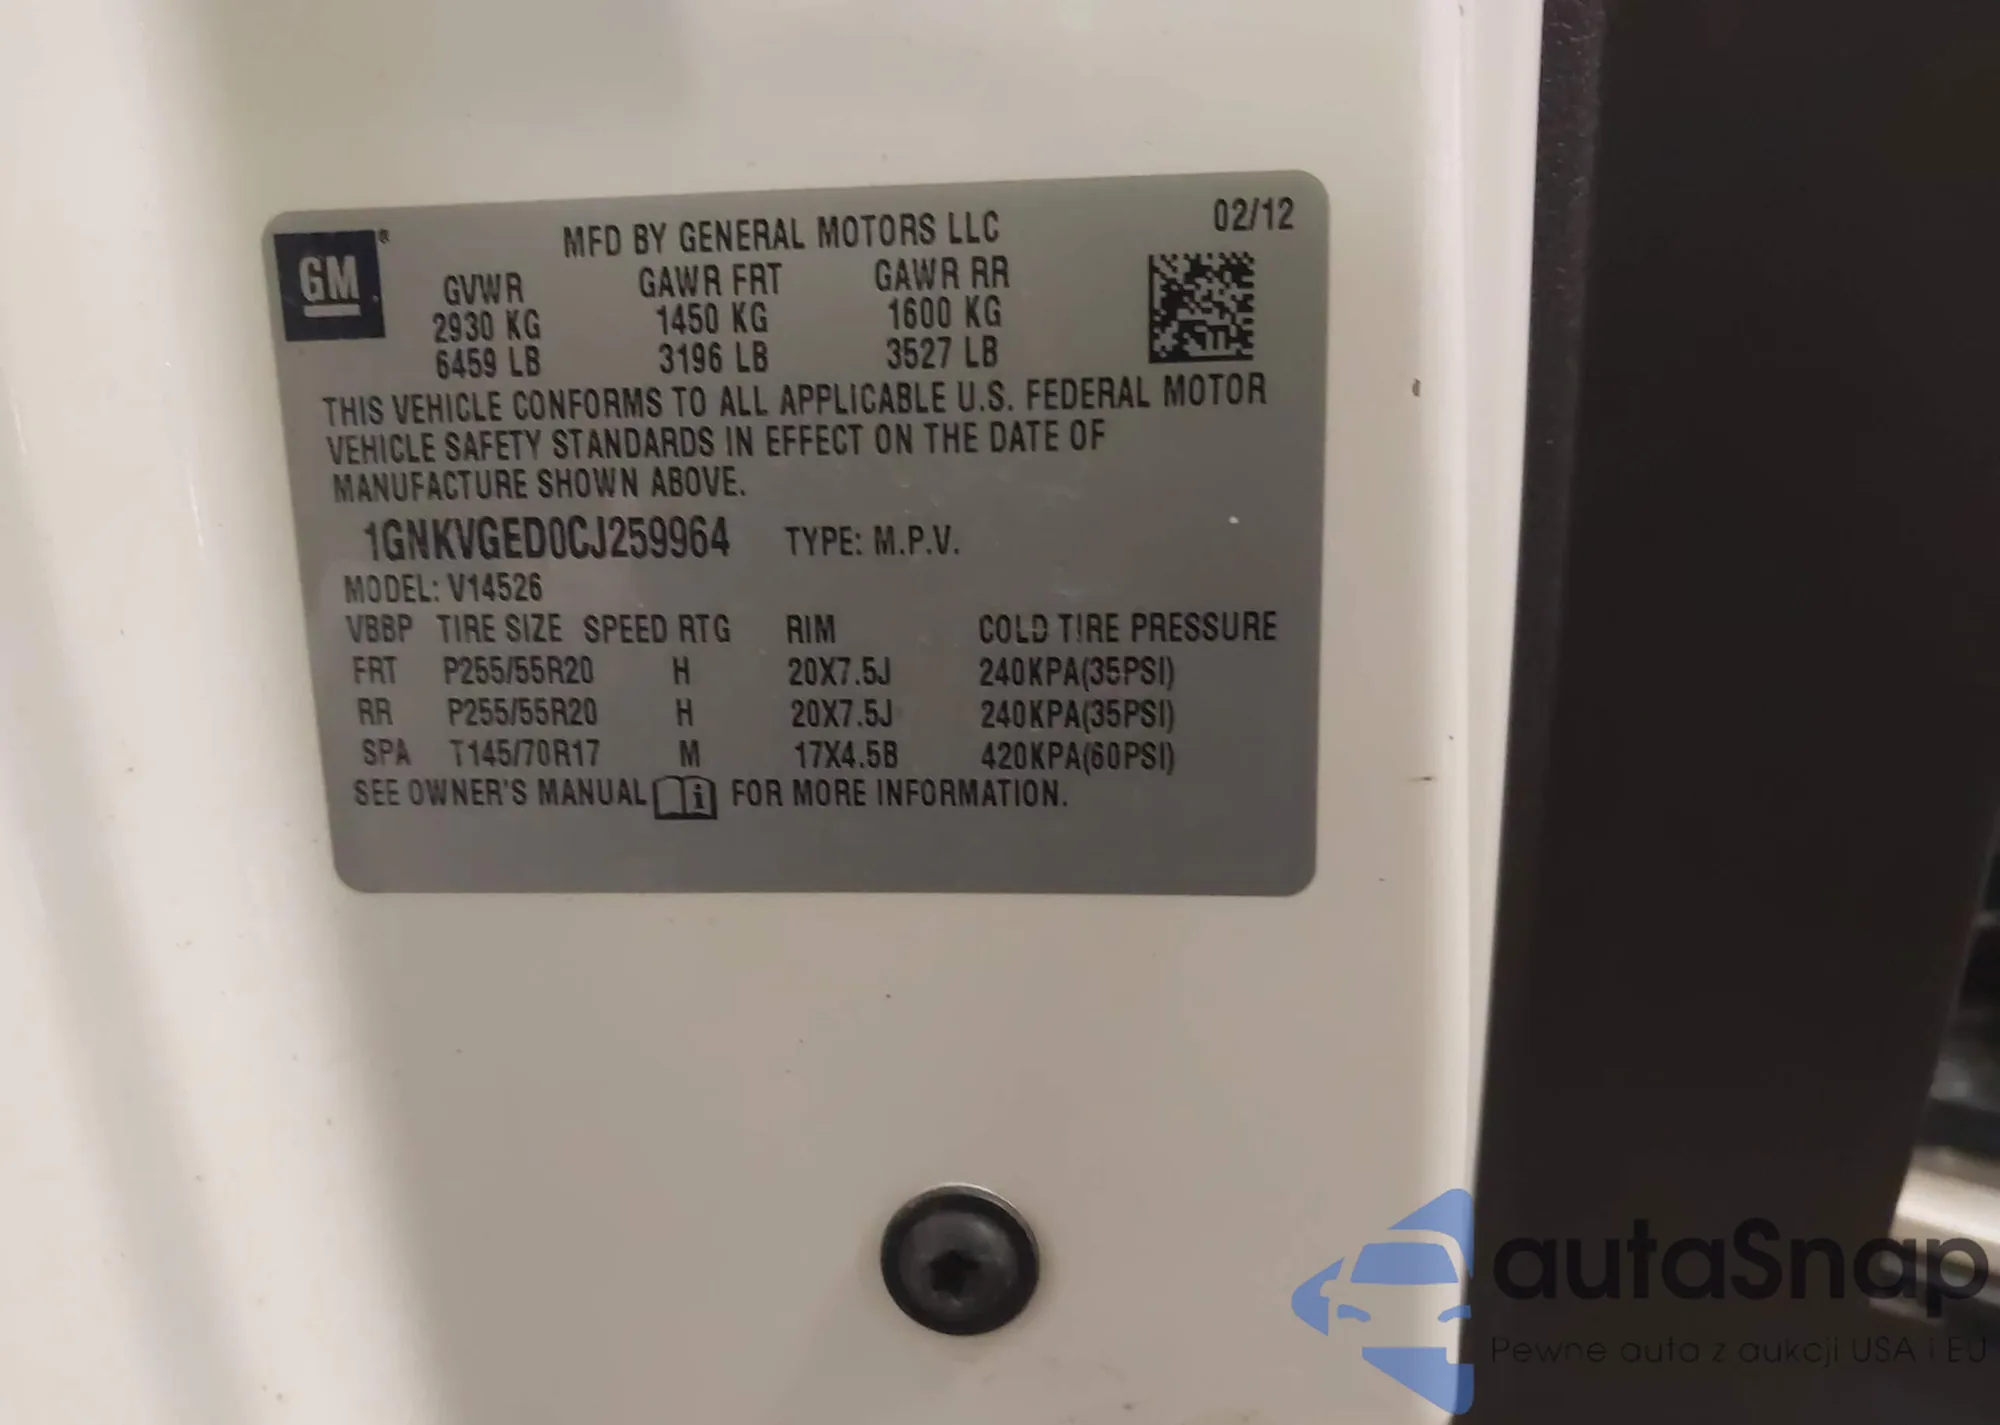 GM®
MFD BY GENERAL MOTORS LLC 02/12
GVWR GAWR FRT GAWR RR
2930 KG 1450 KG 1600 KG
6459 LB 3196 LB 3527 LB
THIS VEHICLE CONFORMS TO ALL APPLICABLE U.S. FEDERAL MOTOR
VEHICLE SAFETY STANDARDS IN EFFECT ON THE DATE OF
MANUFACTURE SHOWN ABOVE.
1GNKVGED0CJ259964 TYPE: M.P.V.
MODEL: V14526
VBBP TIRE SIZE SPEED RTG RIM COLD TIRE PRESSURE
FRT P255/55R20 H 20X7.5J 240KPA(35PSI)
RR P255/55R20 H 20X7.5J 240KPA(35PSI)
SPA T145/70R17 M 17X4.5B 420KPA(60PSI)
SEE OWNER'S MANUAL i FOR MORE INFORMATION.
autaSnap
Pewne auta z aukcji USA i EU